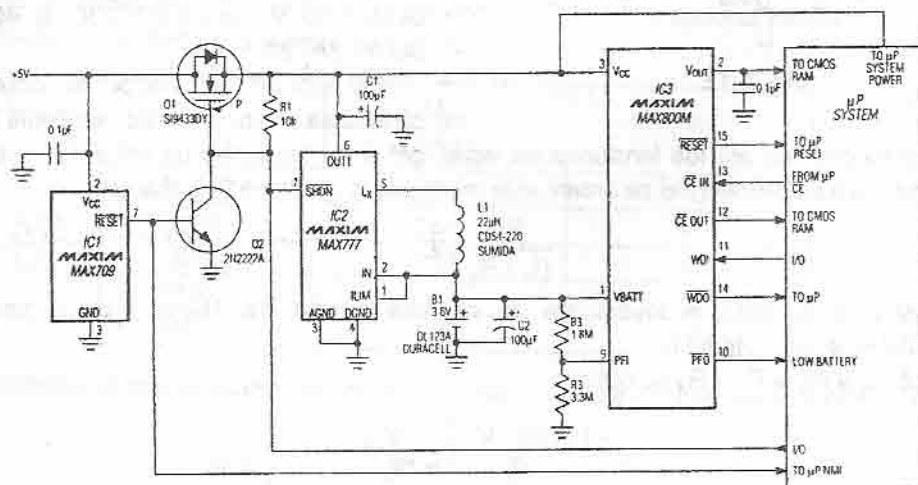 +5V
0 1µF
Q1
SI9433DY
P
R1
10k
C1
100µF
2
VCC
RESET
7
IC1
MAXIM
MAX709
GND
3
Q2
2N2222A
6
OUT1
7
SHDN
LX
5
IC2
MAXIM
MAX777
IN
2
ILIM
1
AGND
DGND
3
4
L1
22µH
CD54-220
SUMIDA
B1
3.6V
DL123A
DURACELL
C2
100µF
R3
1.8M
R3
3.3M
3
VCC
VOUT
2
IC3
MAXIM
MAX800M
RESET
15
CE IN
13
CE OUT
12
WDI
11
1
VBATT
WDO
14
9
PFI
PFO
10
0 1µF
TO µP
SYSTEM
POWER
TO CMOS
RAM
µP
SYSTEM
TO µP
RESET
FROM µP
CE
TO CMOS
RAM
I/O
TO µP
LOW BATTERY
I/O
TO µP NMI